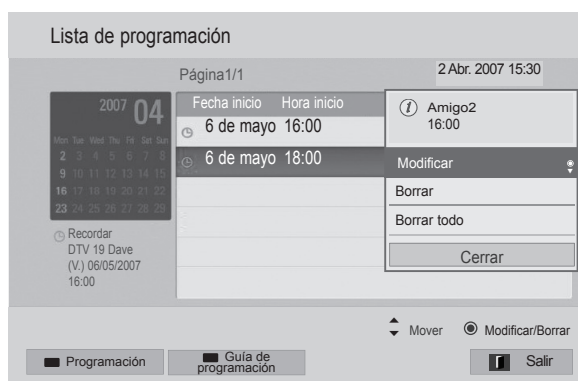 Lista de programación
Página1/1
2 Abr. 2007 15:30
2007 04
Mon Tue Wed Thu Fri Sat Sun
2 3 4 5 6 7 8
9 10 11 12 13 14 15
16 17 18 19 20 21 22
23 24 25 26 27 28 29
Recordar
DTV 19 Dave
(V.) 06/05/2007
16:00
Fecha inicio Hora inicio
6 de mayo 16:00
6 de mayo 18:00
Amigo2
16:00
Modificar
Borrar
Borrar todo
Cerrar
Mover Modificar/Borrar
Programación
Guía de
programación
Salir